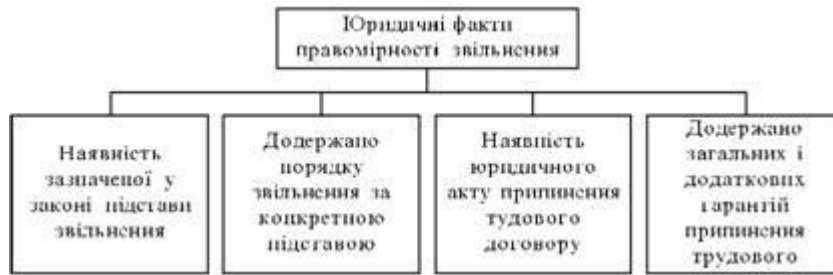 Юридичні факти
правомірності звільнення
Наявність
зазначеної у
законі підстави
звільнення
Додержано
порядку
звільнення за
конкретною
підставою
Наявність
юридичного
акту припинення
тудового
договору
Додержано
загальних і
додаткових
гарантій
припинення
трудового